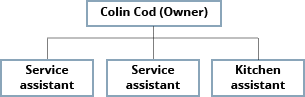 Colin Cod (Owner)
Service
assistant
Service
assistant
Kitchen
assistant